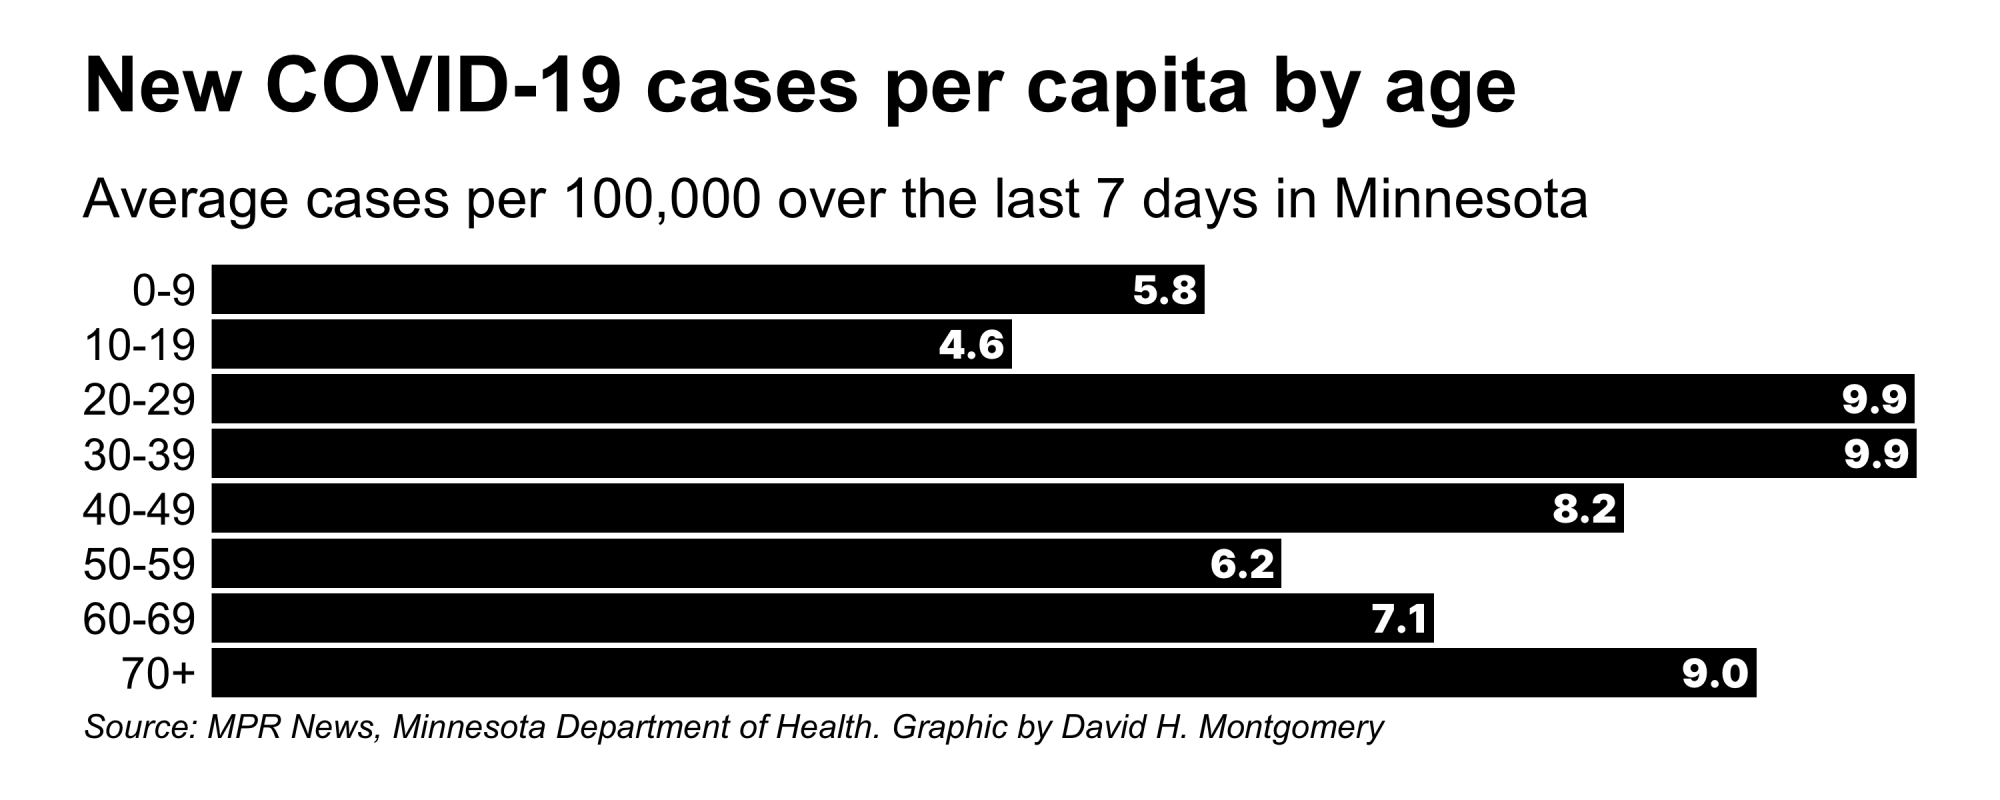 New COVID-19 cases per capita by age
Average cases per 100,000 over the last 7 days in Minnesota
0-9 5.8
10-19 4.6
20-29 9.9
30-39 9.9
40-49 8.2
50-59 6.2
60-69 7.1
70+ 9.0
Source: MPR News, Minnesota Department of Health. Graphic by David H. Montgomery